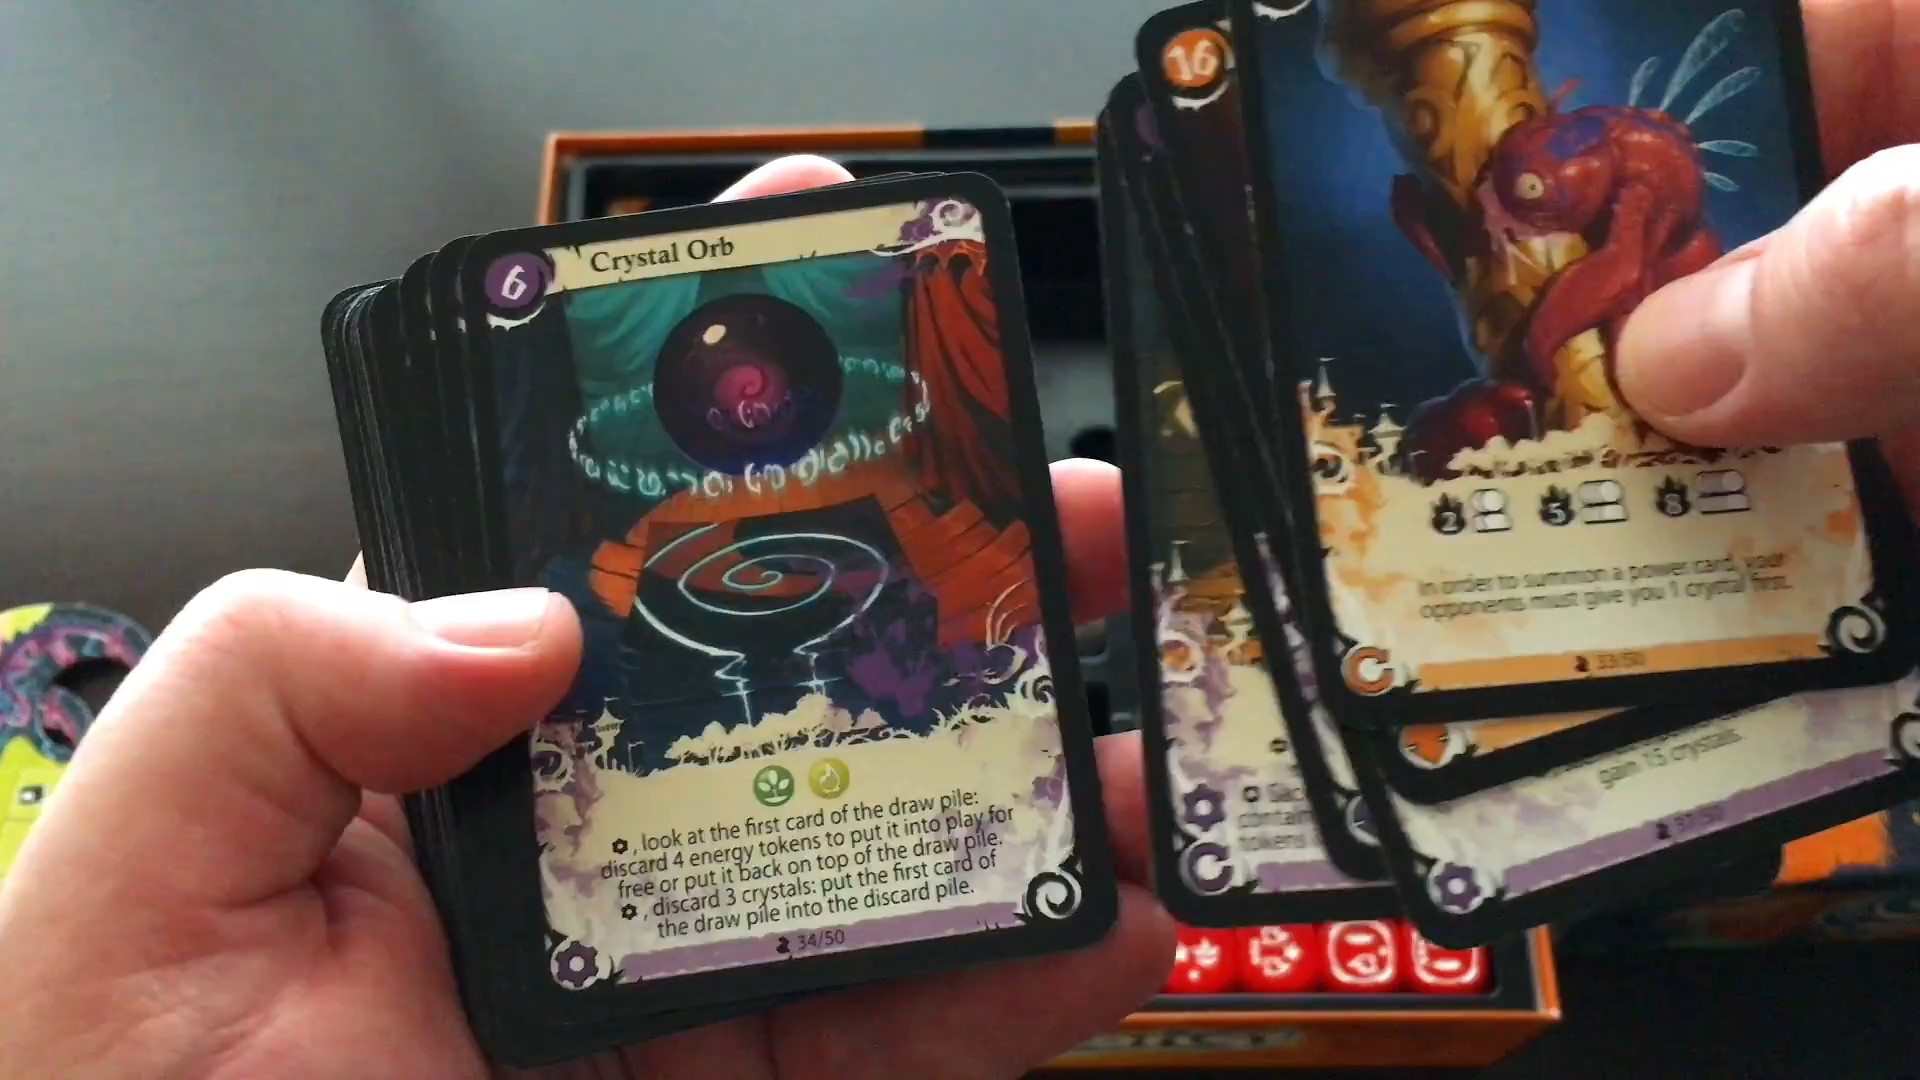 6
Crystal Orb
, look at the first card of the draw pile:
discard 4 energy tokens to put it into play for
free or put it back on top of the draw pile.
, discard 3 crystals: put the first card of
the draw pile into the discard pile.
34/50
16
2 5 8
In order to summon a power card, your
opponents must give you 1 crystal first.
33/50
gain 15 crystals.
tokens